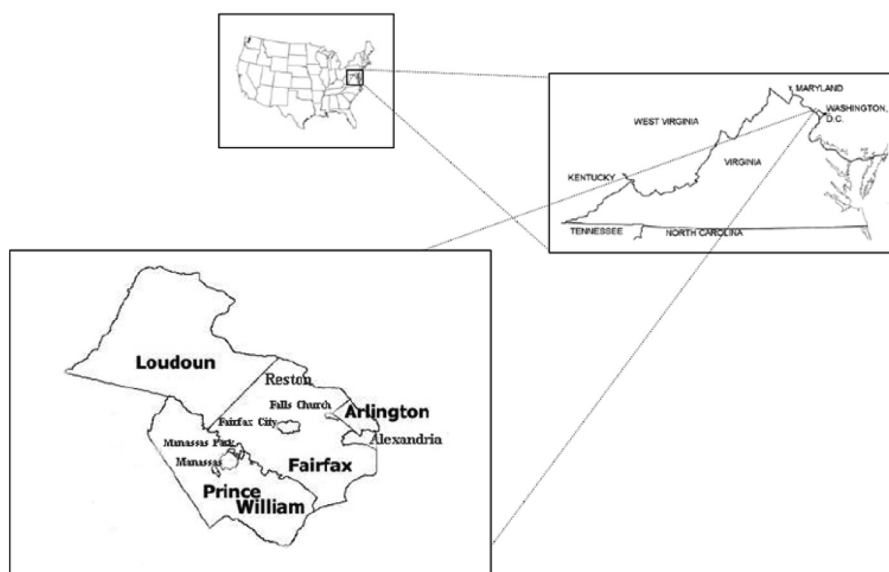 MARYLAND
WASHINGTON,
D.C.
WEST VIRGINIA
VIRGINIA
KENTUCKY
TENNESSEE
NORTH CAROLINA
Loudoun
Reston
Falls Church
Arlington
Fairfax City
Alexandria
Manassas Park
Manassas
Fairfax
Prince
William